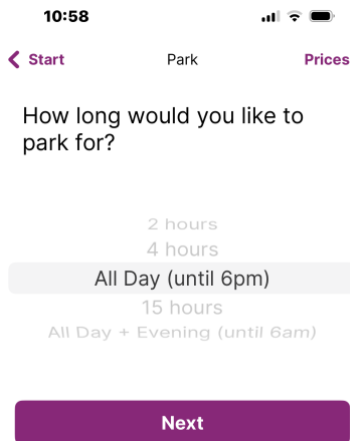 10:58
Start Park Prices
How long would you like to
park for?
2 hours
4 hours
All Day (until 6pm)
15 hours
All Day + Evening (until 6am)
Next